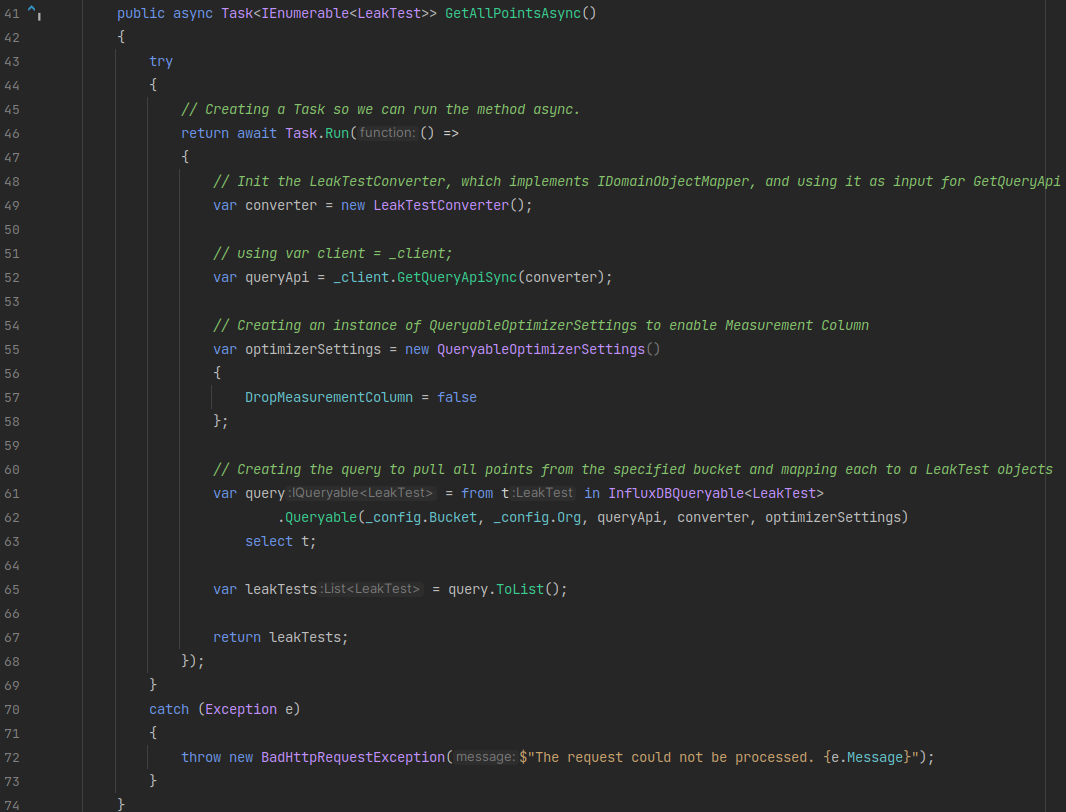 41 public async Task<IEnumerable<LeakTest>> GetAllPointsAsync()
42 {
43 try
44 {
45 // Creating a Task so we can run the method async.
46 return await Task.Run(function: () =>
47 {
48 // Init the LeakTestConverter, which implements IDomainObjectMapper, and using it as input for GetQueryApi
49 var converter = new LeakTestConverter();
50
51 // using var client = _client;
52 var queryApi = _client.GetQueryApiSync(converter);
53
54 // Creating an instance of QueryableOptimizerSettings to enable Measurement Column
55 var optimizerSettings = new QueryableOptimizerSettings()
56 {
57 DropMeasurementColumn = false
58 };
59
60 // Creating the query to pull all points from the specified bucket and mapping each to a LeakTest objects
61 var query :IQueryable<LeakTest> = from t :LeakTest in InfluxDBQueryable<LeakTest>
62 .Queryable(_config.Bucket, _config.Org, queryApi, converter, optimizerSettings)
63 select t;
64
65 var leakTests :List<LeakTest> = query.ToList();
66
67 return leakTests;
68 });
69 }
70 catch (Exception e)
71 {
72 throw new BadHttpRequestException(message: $"The request could not be processed. {e.Message}");
73 }
74 }